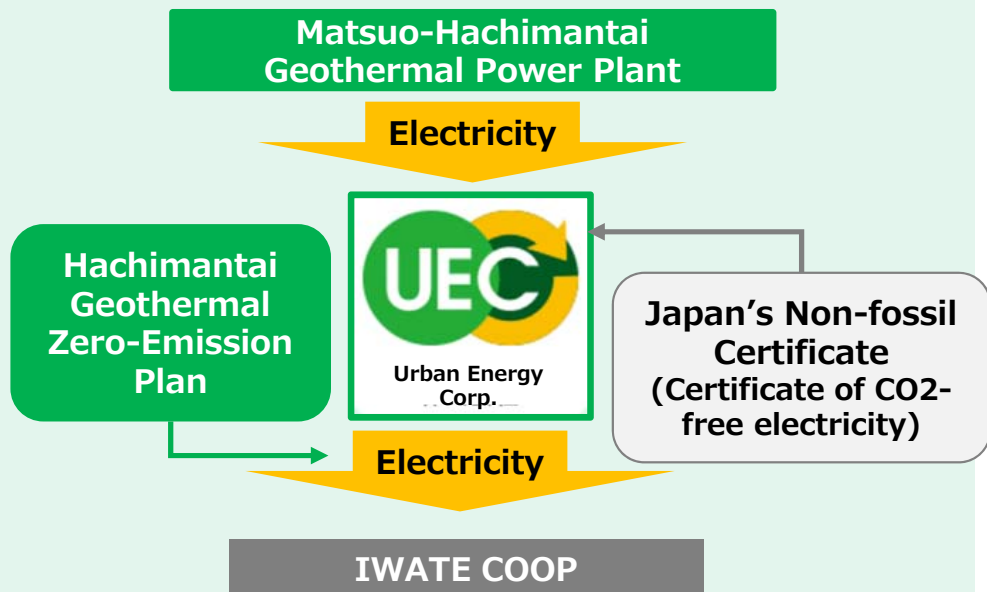 Matsuo-Hachimantai
Geothermal Power Plant
Electricity
UEC
Urban Energy
Corp.
Hachimantai
Geothermal
Zero-Emission
Plan
Japan’s Non-fossil
Certificate
(Certificate of CO2-
free electricity)
Electricity
IWATE COOP